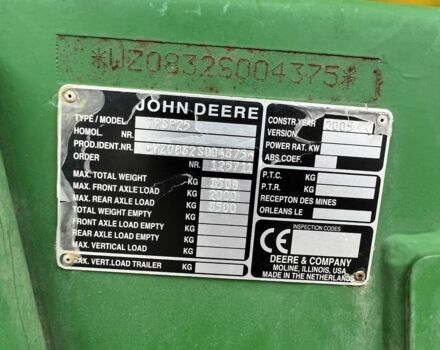 *WZ0832S004375*
JOHN DEERE
TYPE / MODEL
HOMOL. NR.
PROD.IDENT.NR. *WZ0832S004375*
ORDER NR.
MAX. TOTAL WEIGHT KG 3500
MAX. FRONT AXLE LOAD KG
MAX. REAR AXLE LOAD KG
TOTAL WEIGHT EMPTY KG 3500
FRONT AXLE LOAD EMPTY KG
REAR AXLE LOAD EMPTY KG
MAX. VERTICAL LOAD KG
MAX. VERT.LOAD TRAILER KG
CONSTR.YEAR 2005
VERSION
POWER RAT. KW
ABS.COEF.
P.T.C. KG
P.T.R. KG
RECEPTON DES MINES
ORLEANS LE
CE
INSPECTION CODES
DEERE & COMPANY
MOLINE, ILLINOIS, USA
MADE IN THE NETHERLANDS